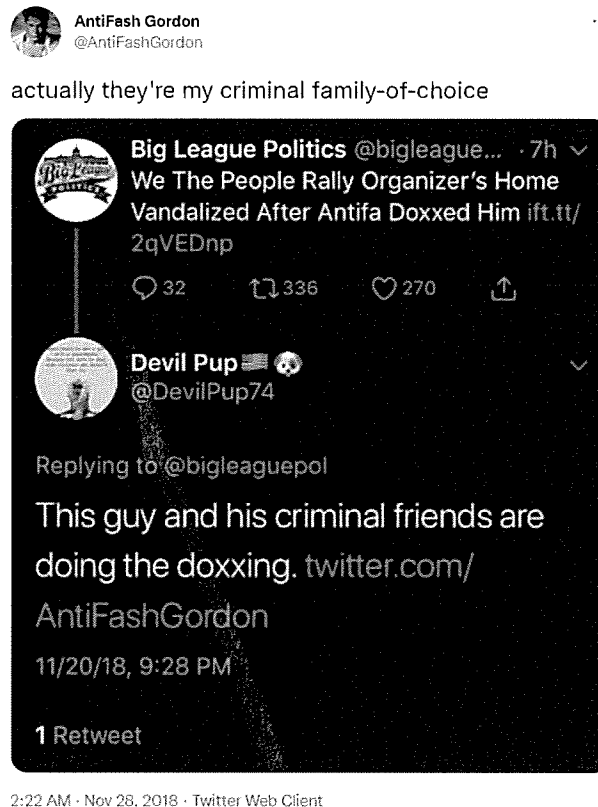 AntiFash Gordon
@AntiFashGordon
actually they're my criminal family-of-choice
Big League Politics @bigleague... · 7h
We The People Rally Organizer's Home
Vandalized After Antifa Doxxed Him ift.tt/
2qVEDnp
Big League
POLITICS
32 336 270
Devil Pup
@DevilPup74
Replying to @bigleaguepol
This guy and his criminal friends are
doing the doxxing. twitter.com/
AntiFashGordon
11/20/18, 9:28 PM
1 Retweet
2:22 AM · Nov 28, 2018 · Twitter Web Client